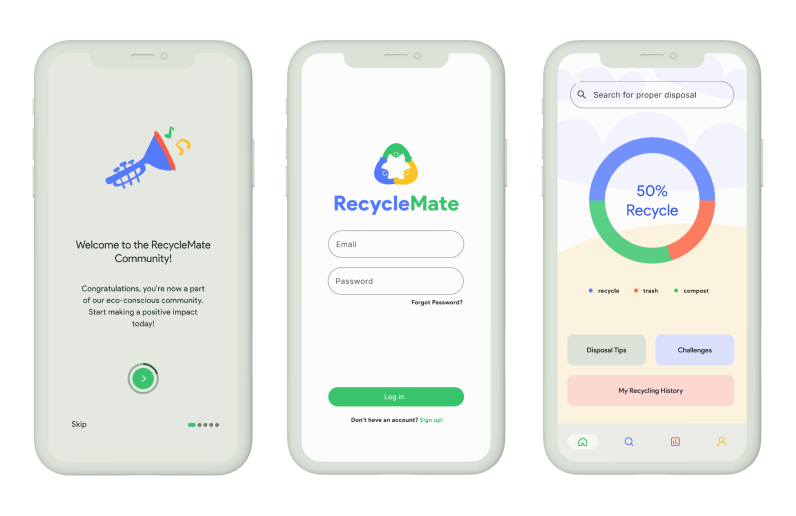 Welcome to the RecycleMate
Community!
Congratulations, you're now a part
of our eco-conscious community.
Start making a positive impact
today!
Skip
RecycleMate
Email
Password
Forgot Password?
Log In
Don't have an account? Sign up!
Search for proper disposal
50%
Recycle
recycle trash compost
Disposal Tips Challenges
My Recycling History